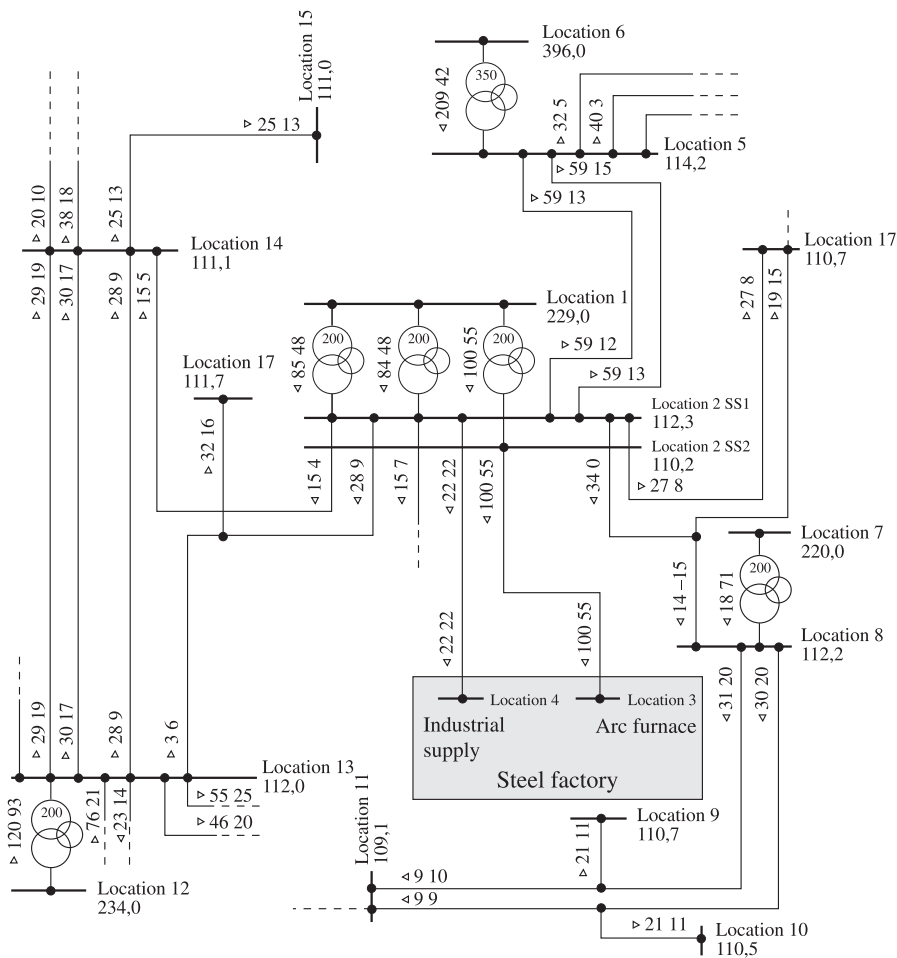 Location 15
111,0
▹ 25 13
Location 6
396,0
350
◃ 209 42
▹ 32 5
▹ 40 3
Location 5
114,2
▹ 59 15
▹ 59 13
▹ 20 10
▹ 38 18
▹ 25 13
Location 14
111,1
▹ 29 19
▹ 30 17
▹ 28 9
▹ 15 5
Location 17
110,7
▹ 27 8
▹ 19 15
Location 1
229,0
200
200
200
◃ 85 48
◃ 84 48
◃ 100 55
▹ 59 12
▹ 59 13
Location 17
111,7
▹ 32 16
Location 2 SS1
112,3
Location 2 SS2
110,2
◃ 15 4
◃ 28 9
◃ 15 7
◃ 22 22
◃ 100 55
◃ 34 0
▹ 27 8
Location 7
220,0
200
◃ 14 −15
◃ 18 71
Location 8
112,2
◃ 22 22
◃ 100 55
◃ 31 20
◃ 30 20
Location 4
Location 3
Industrial
supply
Arc furnace
Steel factory
▹ 29 19
▹ 30 17
▹ 28 9
▹ 3 6
Location 13
112,0
▹ 55 25
▹ 46 20
200
▹ 120 93
▹ 76 21
◃ 23 14
Location 12
234,0
Location 11
109,1
Location 9
110,7
▹ 21 11
◃ 9 10
◃ 9 9
▹ 21 11
Location 10
110,5